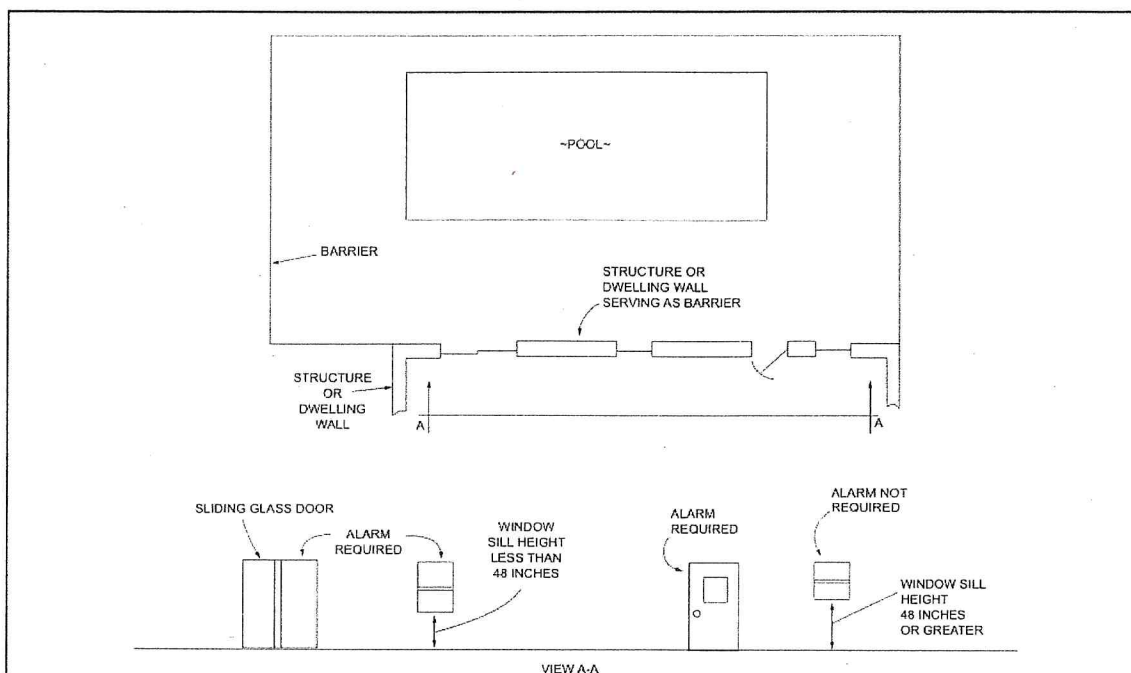 ~POOL~
BARRIER
STRUCTURE OR
DWELLING WALL
SERVING AS BARRIER
STRUCTURE
OR
DWELLING
WALL
A
A
SLIDING GLASS DOOR
ALARM
REQUIRED
WINDOW
SILL HEIGHT
LESS THAN
48 INCHES
ALARM
REQUIRED
ALARM NOT
REQUIRED
WINDOW SILL
HEIGHT
48 INCHES
OR GREATER
VIEW A-A